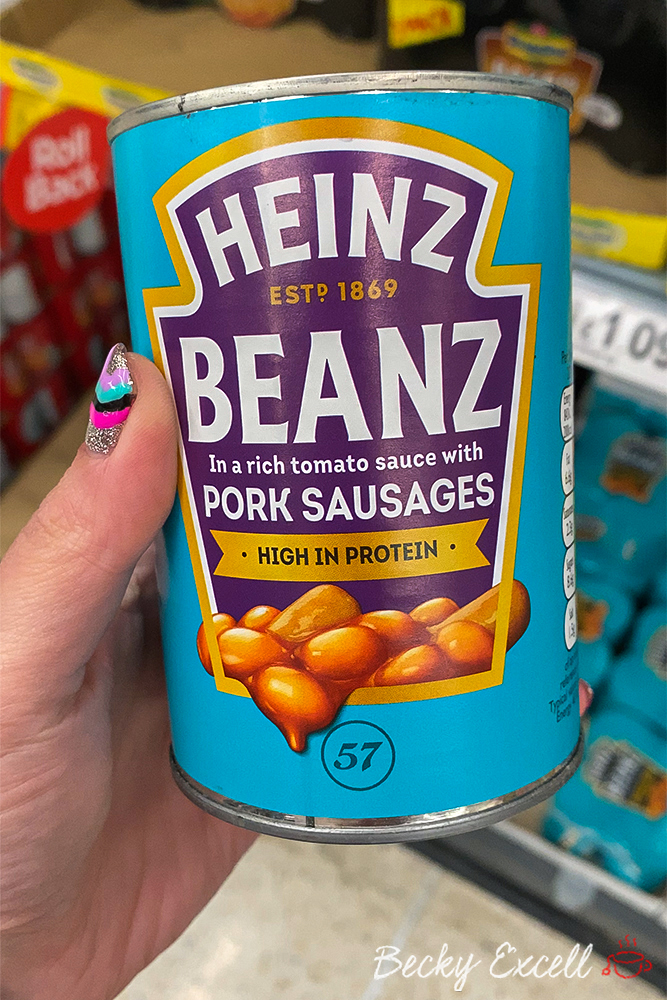 Roll
Back
HEINZ
ESTD 1869
BEANZ
In a rich tomato sauce with
PORK SAUSAGES
• HIGH IN PROTEIN •
57
£1.09
BEANZ
Becky Excell